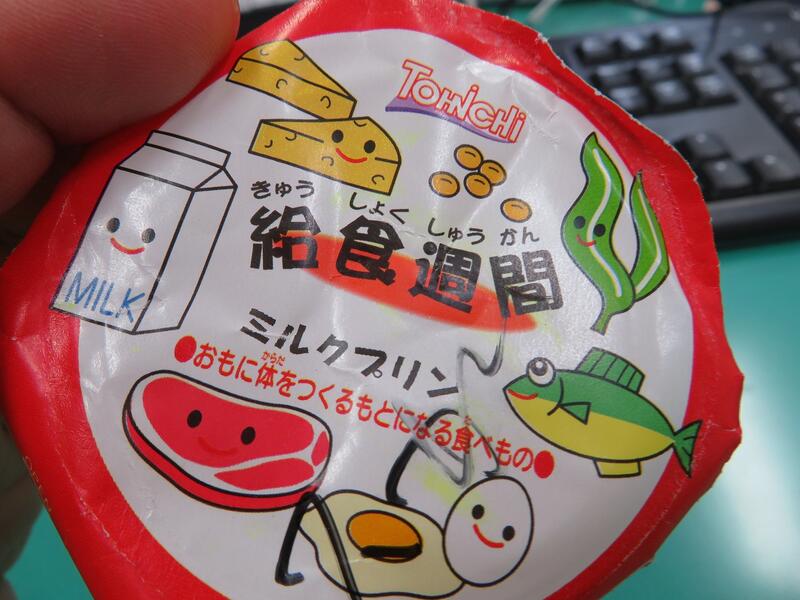 TOHNiCHi
きゅう しょく しゅう かん
給食週間
MILK
ミルクプリン
からだ
●おもに体をつくるもとになる食べもの●